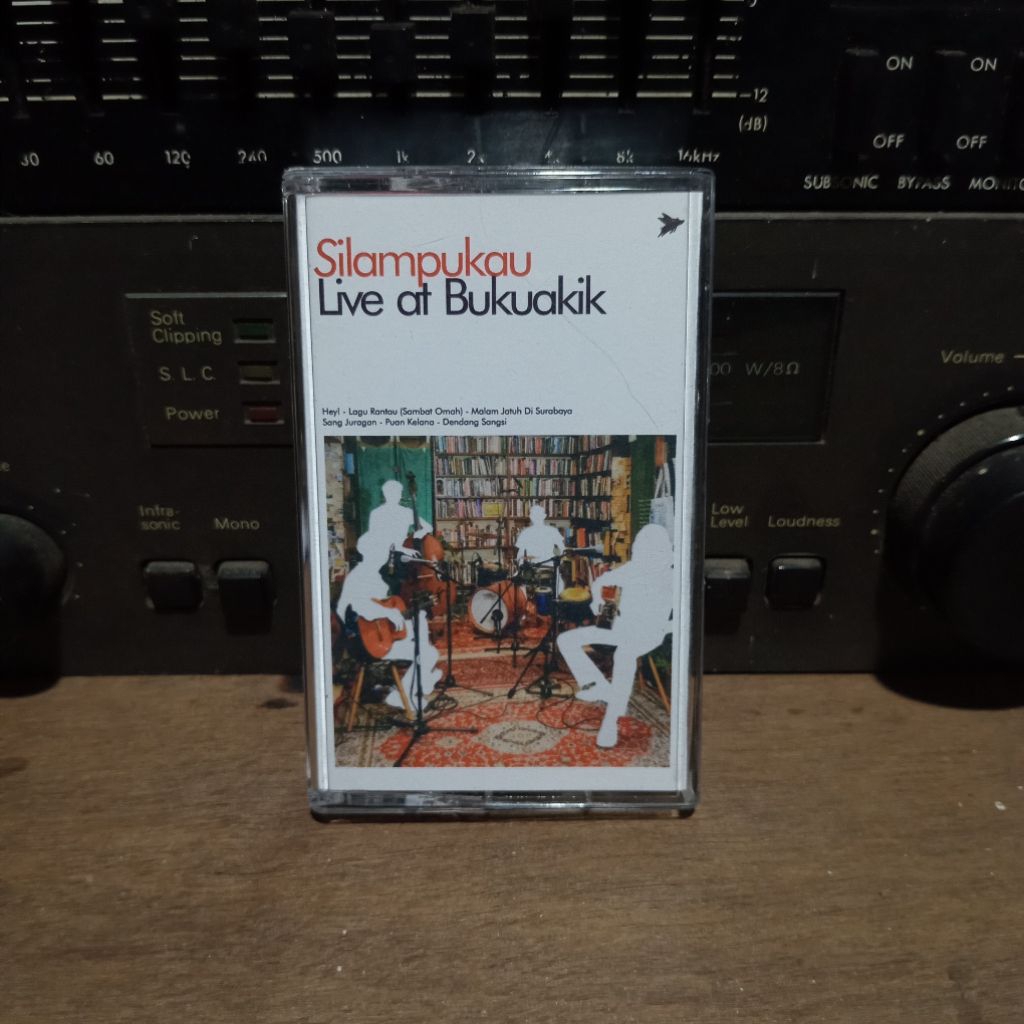 ON ON
-12
(dB)
30 60 120 240 500 1k 2k 4k 8k 16kHz
OFF OFF
SUBSONIC BYPASS
Silampukau
Live at Bukuakik
Hey! - Lagu Rantau (Sambat Omah) - Malam Jatuh Di Surabaya
Sang Juragan - Puan Kelana - Dendang Sangsi
Soft
Clipping
S. L. C.
Power
W/8Ω
Volume
Infra-
sonic
Mono
Low
Level
Loudness